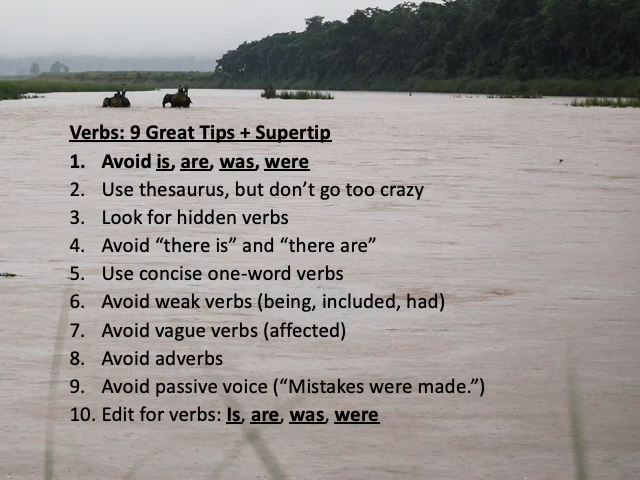 Verbs: 9 Great Tips + Supertip
1. Avoid is, are, was, were
2. Use thesaurus, but don’t go too crazy
3. Look for hidden verbs
4. Avoid “there is” and “there are”
5. Use concise one-word verbs
6. Avoid weak verbs (being, included, had)
7. Avoid vague verbs (affected)
8. Avoid adverbs
9. Avoid passive voice (“Mistakes were made.”)
10. Edit for verbs: Is, are, was, were